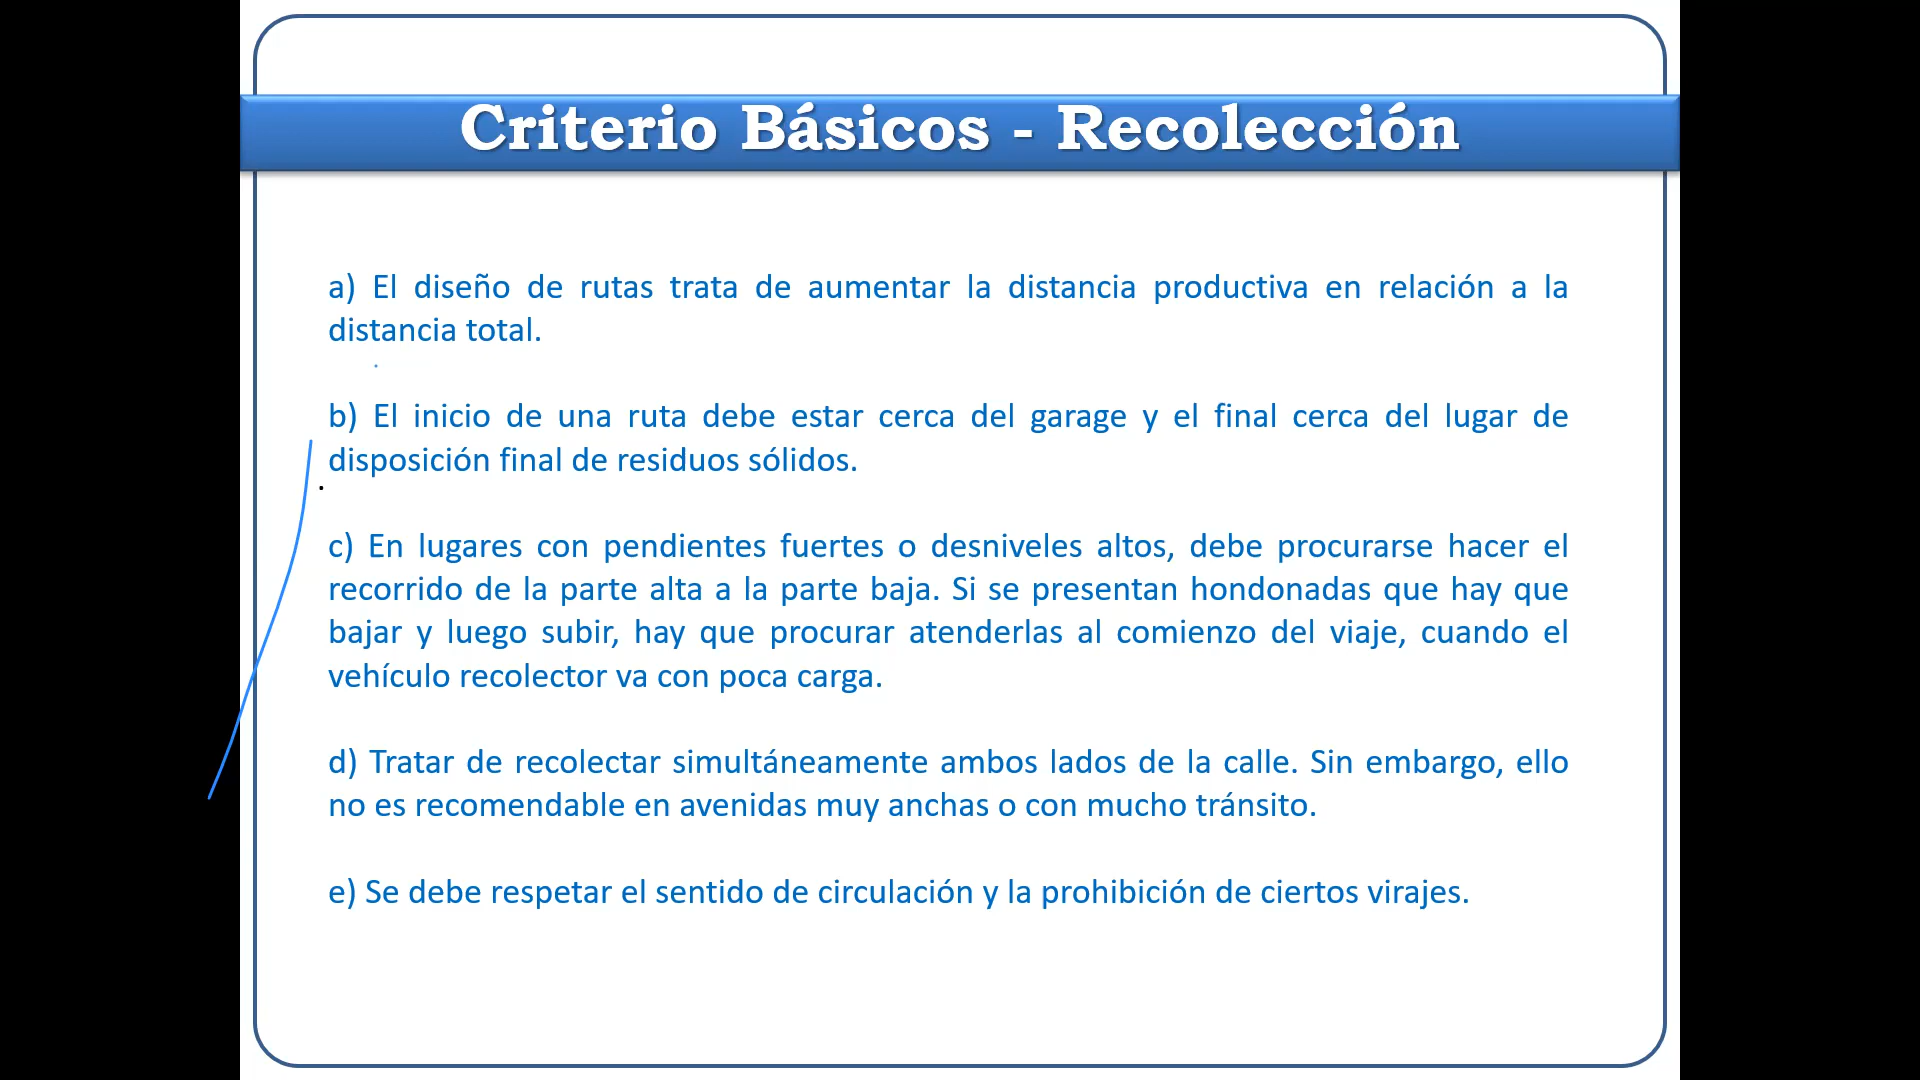 Criterio Básicos - Recolección
a) El diseño de rutas trata de aumentar la distancia productiva en relación a la
distancia total.
b) El inicio de una ruta debe estar cerca del garage y el final cerca del lugar de
disposición final de residuos sólidos.
c) En lugares con pendientes fuertes o desniveles altos, debe procurarse hacer el
recorrido de la parte alta a la parte baja. Si se presentan hondonadas que hay que
bajar y luego subir, hay que procurar atenderlas al comienzo del viaje, cuando el
vehículo recolector va con poca carga.
d) Tratar de recolectar simultáneamente ambos lados de la calle. Sin embargo, ello
no es recomendable en avenidas muy anchas o con mucho tránsito.
e) Se debe respetar el sentido de circulación y la prohibición de ciertos virajes.